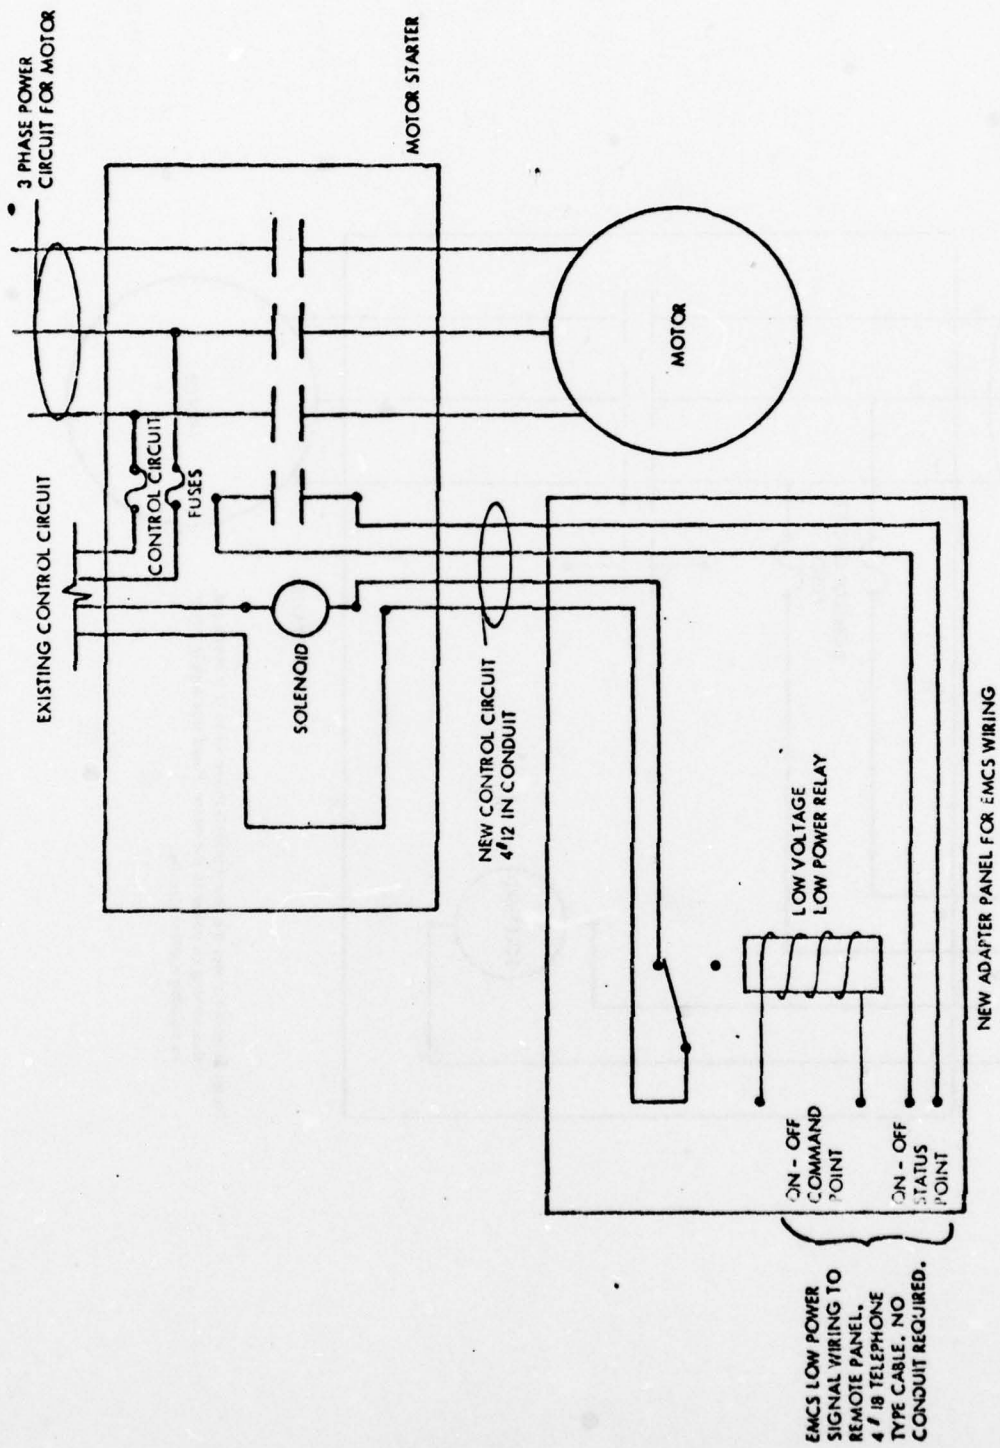 3 PHASE POWER
CIRCUIT FOR MOTOR
MOTOR STARTER
EXISTING CONTROL CIRCUIT
CONTROL CIRCUIT
FUSES
SOLENOID
MOTOR
NEW CONTROL CIRCUIT
4#12 IN CONDUIT
LOW VOLTAGE
LOW POWER RELAY
NEW ADAPTER PANEL FOR EMCS WIRING
ON - OFF
COMMAND
POINT
ON - OFF
STATUS
POINT
EMCS LOW POWER
SIGNAL WIRING TO
REMOTE PANEL.
4 # 18 TELEPHONE
TYPE CABLE. NO
CONDUIT REQUIRED.